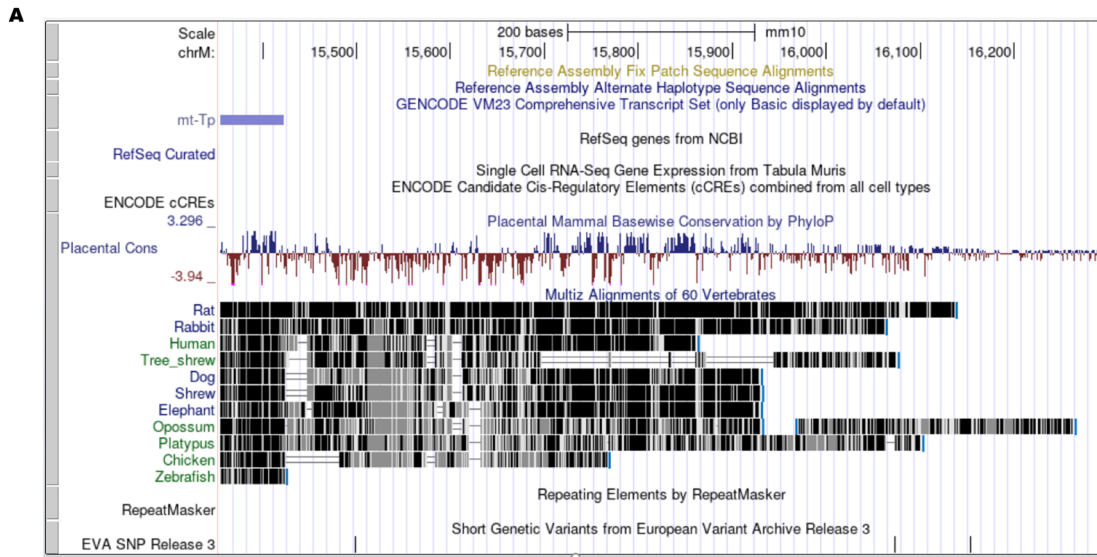 A
Scale 200 bases mm10
chrM: 15,500 15,600 15,700 15,800 15,900 16,000 16,100 16,200
Reference Assembly Fix Patch Sequence Alignments
Reference Assembly Alternate Haplotype Sequence Alignments
GENCODE VM23 Comprehensive Transcript Set (only Basic displayed by default)
mt-Tp
RefSeq genes from NCBI
RefSeq Curated
Single Cell RNA-Seq Gene Expression from Tabula Muris
ENCODE Candidate Cis-Regulatory Elements (cCREs) combined from all cell types
ENCODE cCREs
3.296 _ Placental Mammal Basewise Conservation by PhyloP
Placental Cons
-3.94 _
Multiz Alignments of 60 Vertebrates
Rat
Rabbit
Human
Tree_shrew
Dog
Shrew
Elephant
Opossum
Platypus
Chicken
Zebrafish
Repeating Elements by RepeatMasker
RepeatMasker
Short Genetic Variants from European Variant Archive Release 3
EVA SNP Release 3